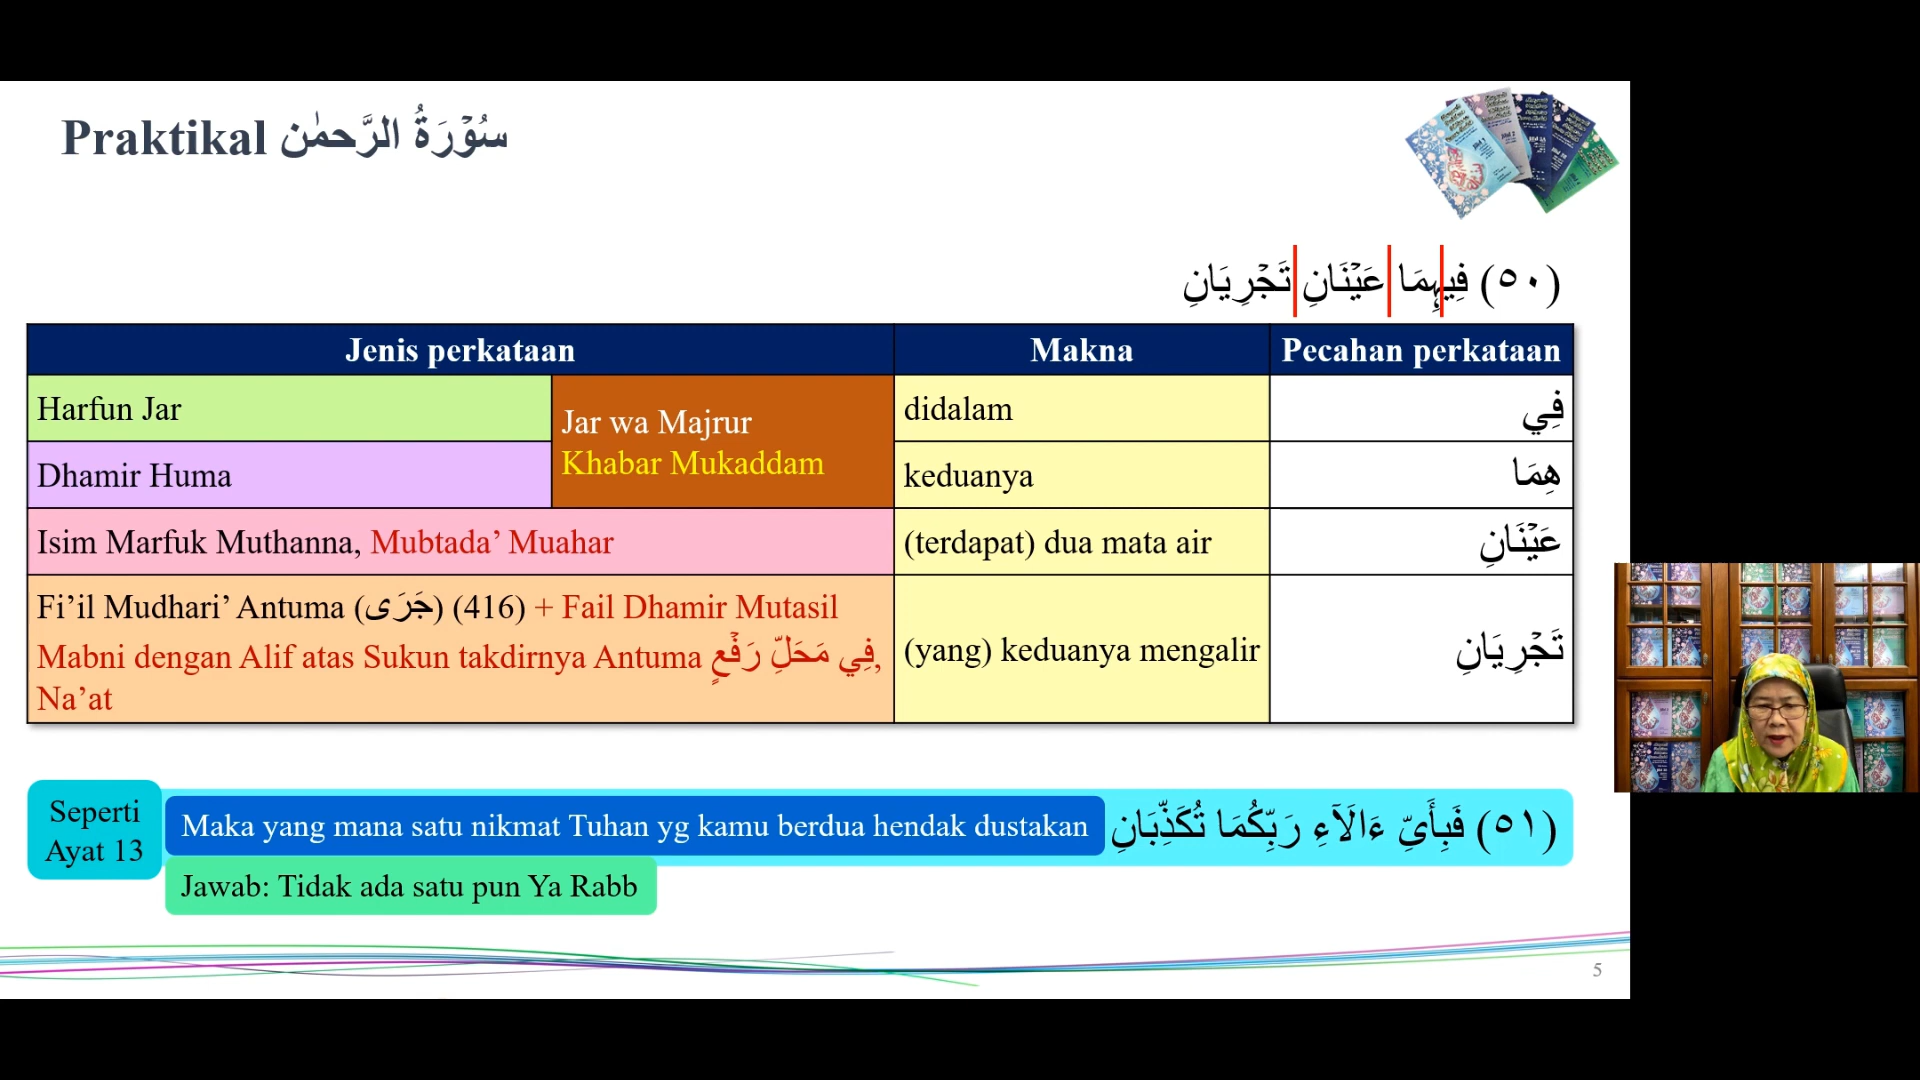 Praktikal سُوْرَةُ الرَّحمٰن
(٥٠) فِيهِمَا عَيْنَانِ تَجْرِيَانِ
Jenis perkataan Makna Pecahan perkataan
Harfun Jar
Jar wa Majrur
Khabar Mukaddam
didalam
فِي
Dhamir Huma
keduanya
هِمَا
Isim Marfuk Muthanna, Mubtada’ Muahar
(terdapat) dua mata air
عَيْنَانِ
Fi’il Mudhari’ Antuma (جَرَى) (416) + Fail Dhamir Mutasil
Mabni dengan Alif atas Sukun takdirnya Antuma فِي مَحَلِّ رَفْعٍ,
Na’at
(yang) keduanya mengalir
تَجْرِيَانِ
Seperti
Ayat 13
Maka yang mana satu nikmat Tuhan yg kamu berdua hendak dustakan
(٥١) فَبِأَيِّ ءَالَآءِ رَبِّكُمَا تُكَذِّبَانِ
Jawab: Tidak ada satu pun Ya Rabb
5